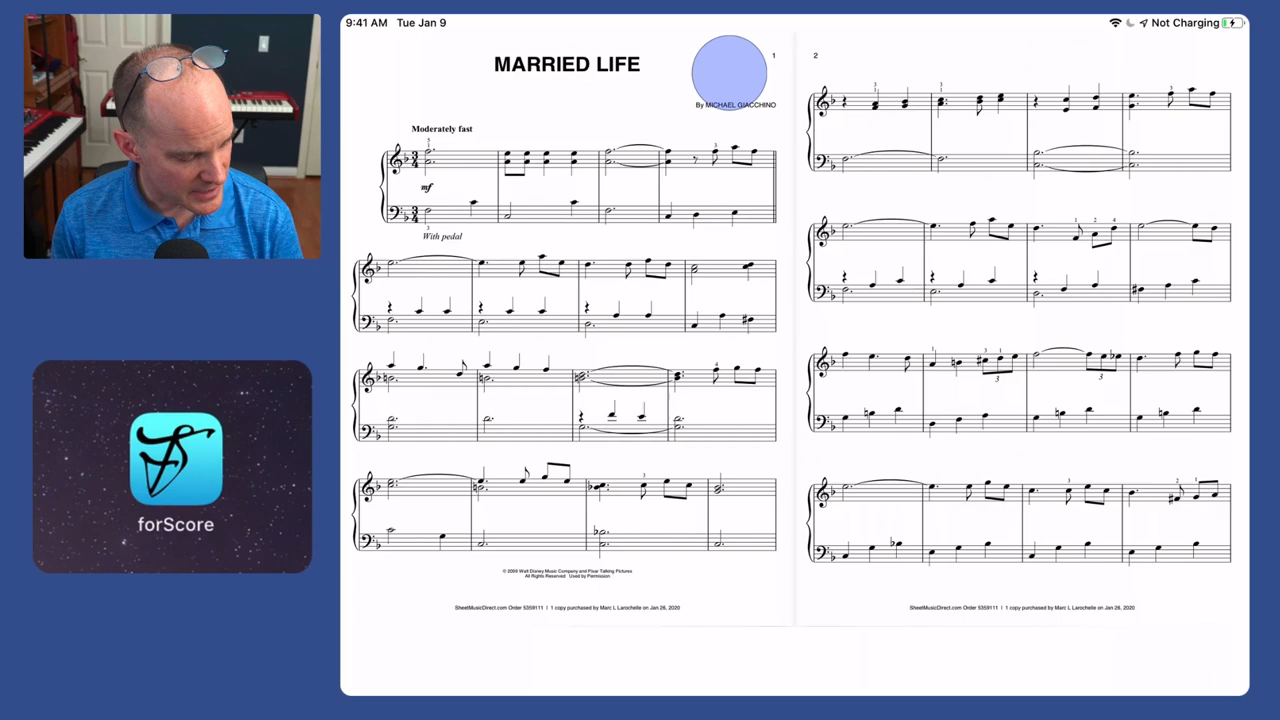 9:41 AM Tue Jan 9
Not Charging
MARRIED LIFE
1
By MICHAEL GIACCHINO
Moderately fast
mf
With pedal
© 2009 Walt Disney Music Company and Pixar Talking Pictures
All Rights Reserved Used by Permission
SheetMusicDirect.com Order 5359111 | 1 copy purchased by Marc L Larochelle on Jan 26, 2020
2
SheetMusicDirect.com Order 5359111 | 1 copy purchased by Marc L Larochelle on Jan 26, 2020
forScore